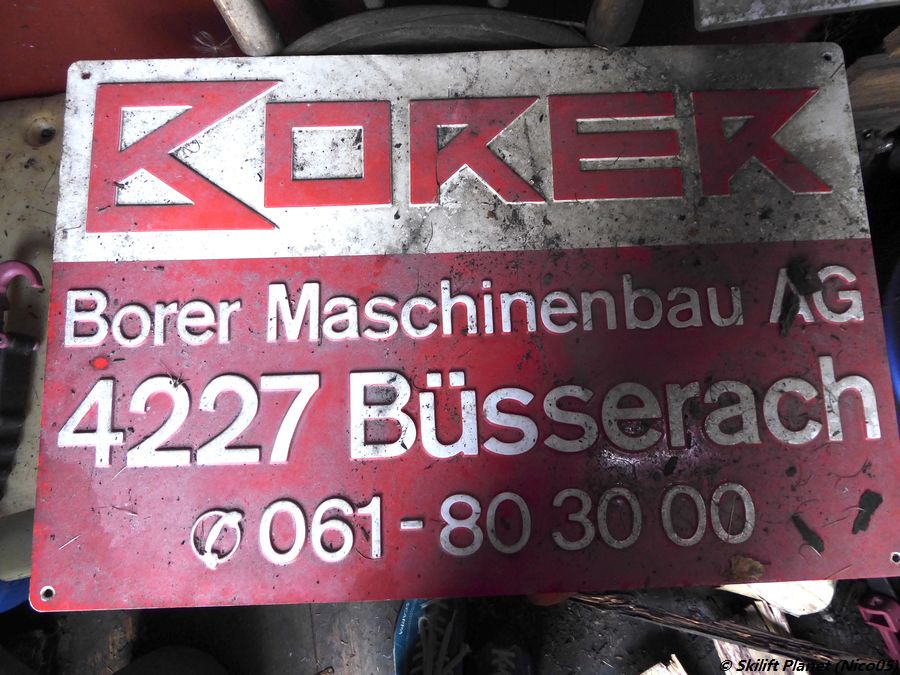 BORER
Borer Maschinenbau AG
4227 Büsserach
✆ 061-80 30 00
© Skilift Planet (Nico05)